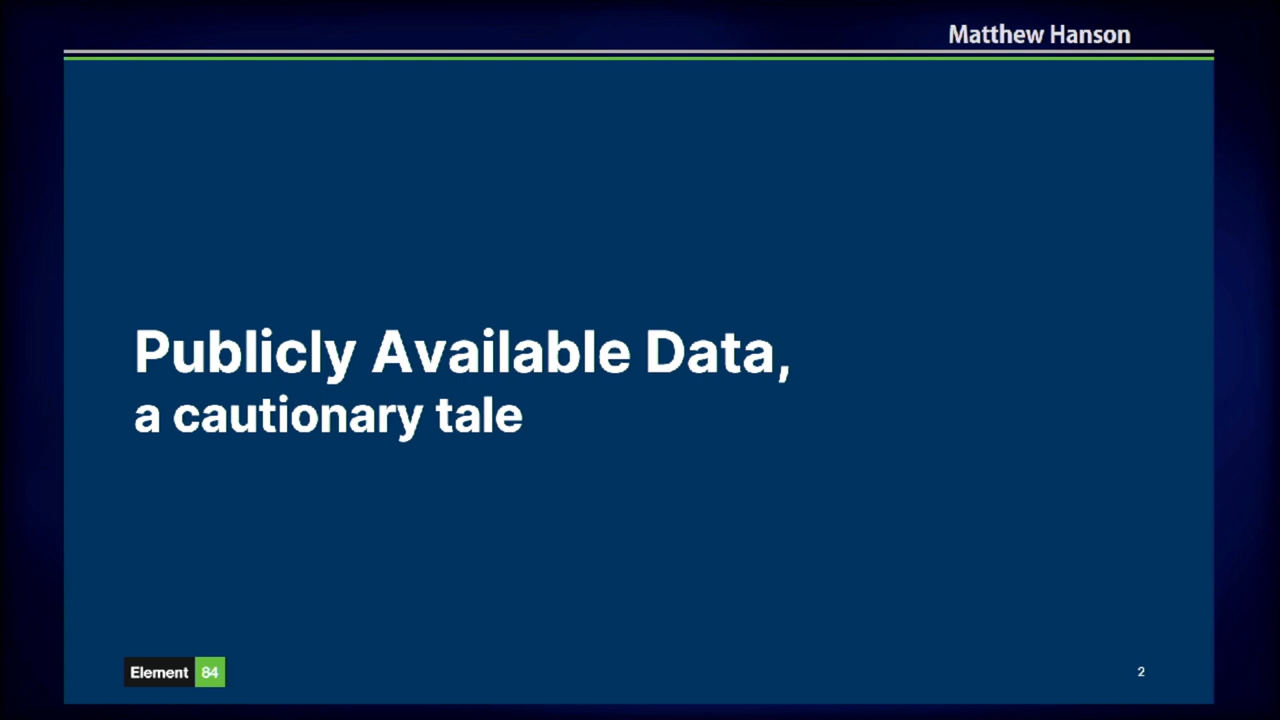 Matthew Hanson
Publicly Available Data,
a cautionary tale
Element 84
2